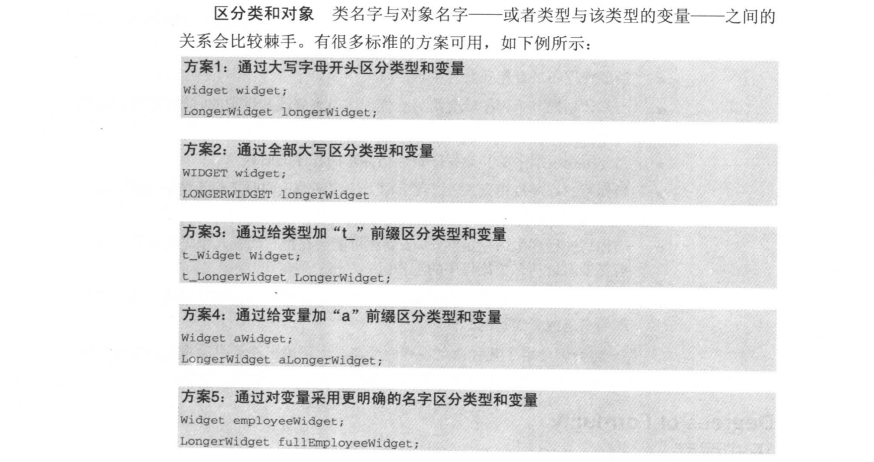 区分类和对象 类名字与对象名字——或者类型与该类型的变量——之间的
关系会比较棘手。有很多标准的方案可用，如下例所示：
方案1：通过大写字母开头区分类型和变量
Widget widget;
LongerWidget longerWidget;
方案2：通过全部大写区分类型和变量
WIDGET widget;
LONGERWIDGET longerWidget
方案3：通过给类型加“t_”前缀区分类型和变量
t_Widget Widget;
t_LongerWidget LongerWidget;
方案4：通过给变量加“a”前缀区分类型和变量
Widget aWidget;
LongerWidget aLongerWidget;
方案5：通过对变量采用更明确的名字区分类型和变量
Widget employeeWidget;
LongerWidget fullEmployeeWidget;